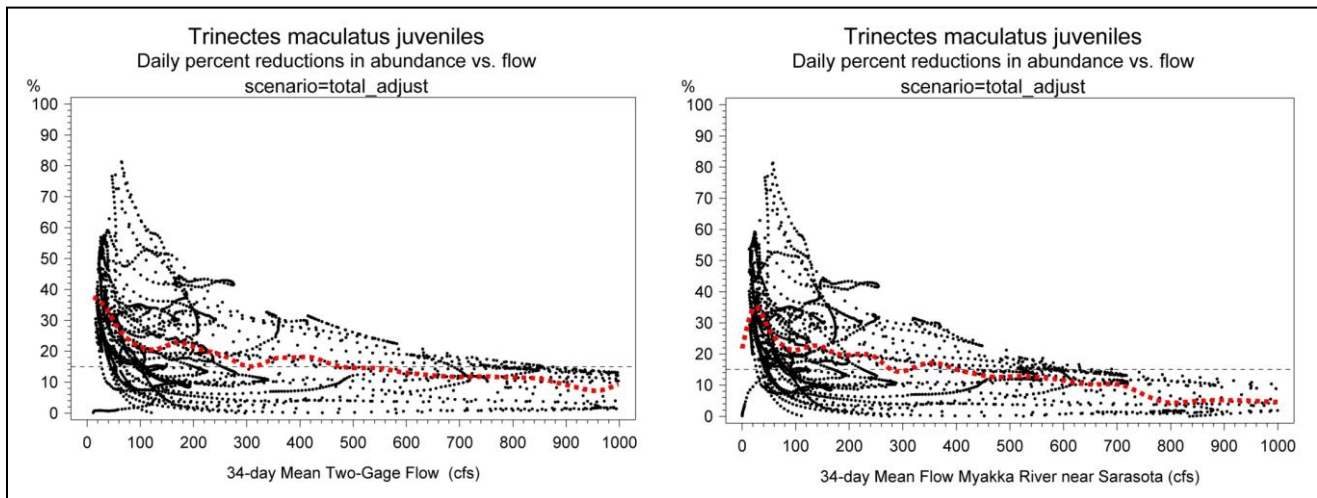 Trinectes maculatus juveniles
Daily percent reductions in abundance vs. flow
scenario=total_adjust
%
100
90
80
70
60
50
40
30
20
10
0
0 100 200 300 400 500 600 700 800 900 1000
34-day Mean Two-Gage Flow (cfs)
Trinectes maculatus juveniles
Daily percent reductions in abundance vs. flow
scenario=total_adjust
%
100
90
80
70
60
50
40
30
20
10
0
0 100 200 300 400 500 600 700 800 900 1000
34-day Mean Flow Myakka River near Sarasota (cfs)